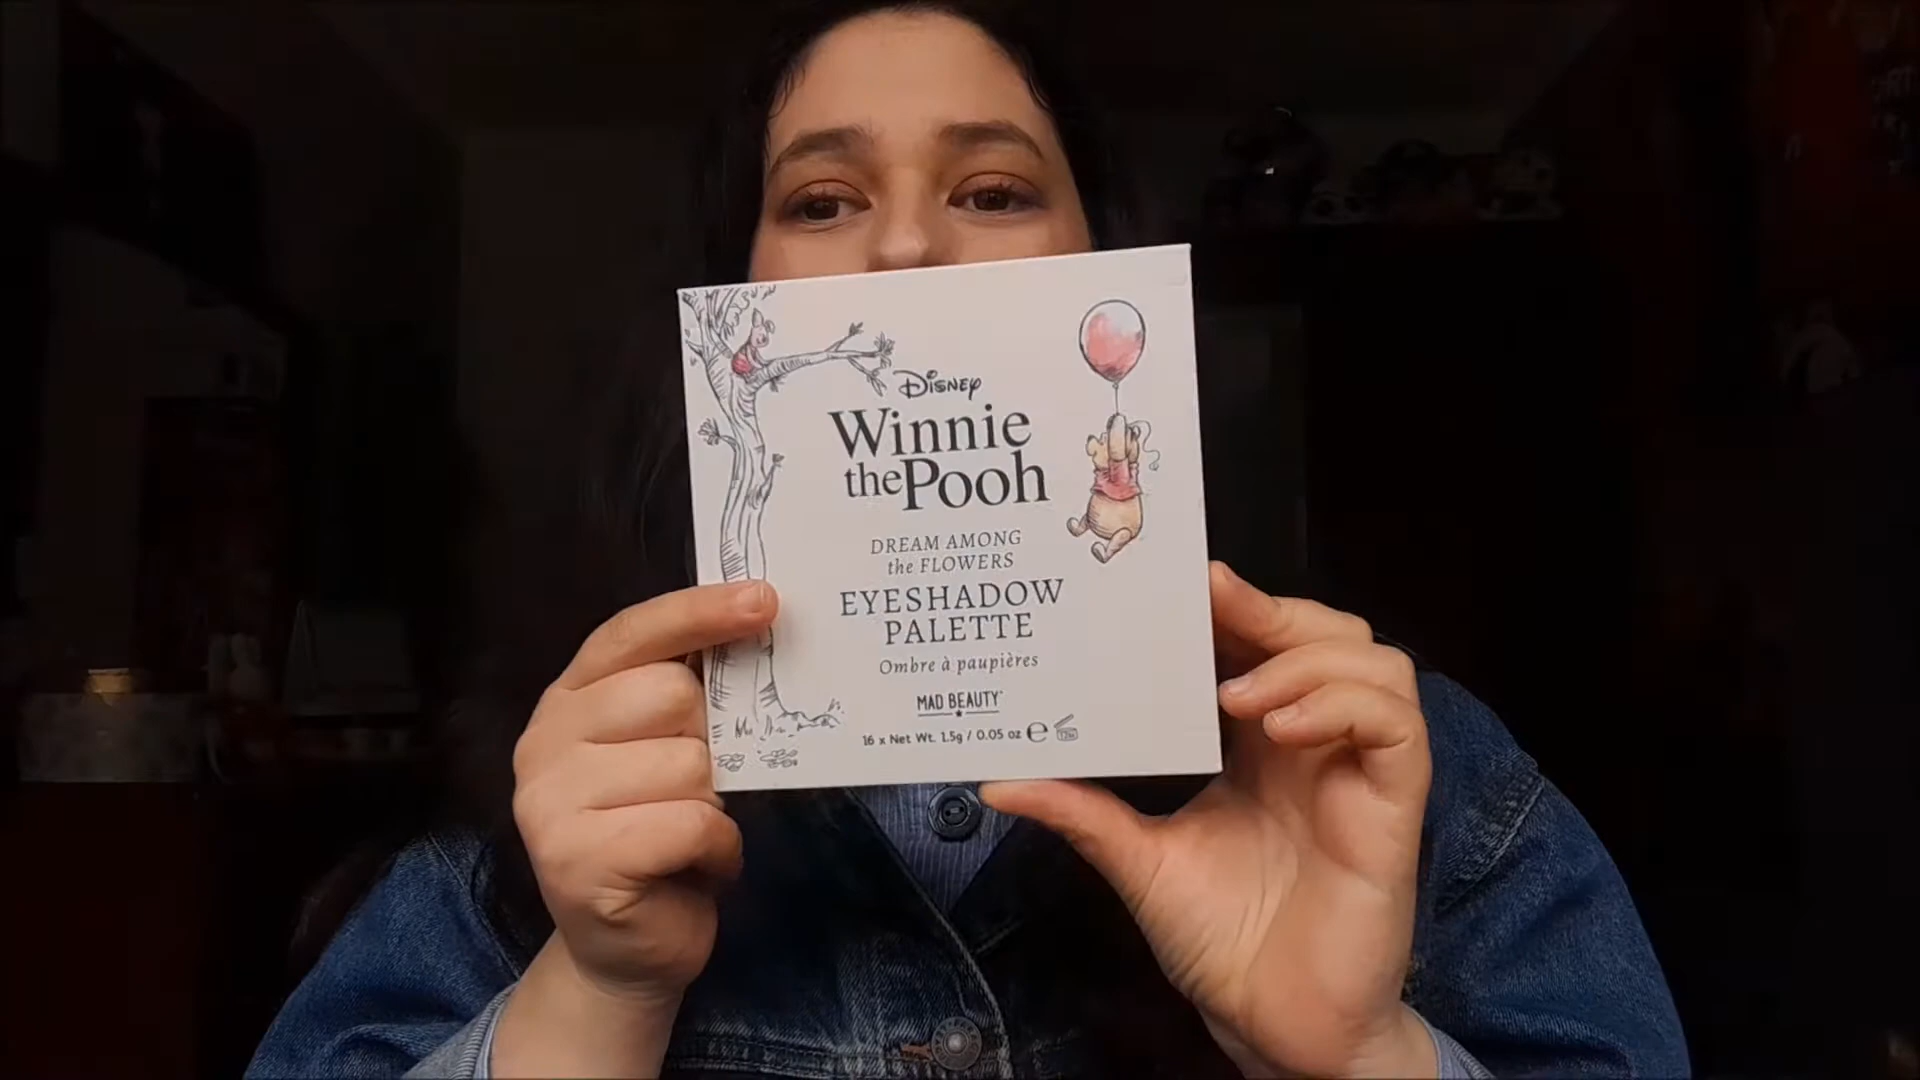 Disney
Winnie
the Pooh
DREAM AMONG
the FLOWERS
EYESHADOW
PALETTE
Ombre à paupières
MAD BEAUTY
16 x Net Wt. 1.5g / 0.05 oz ℮